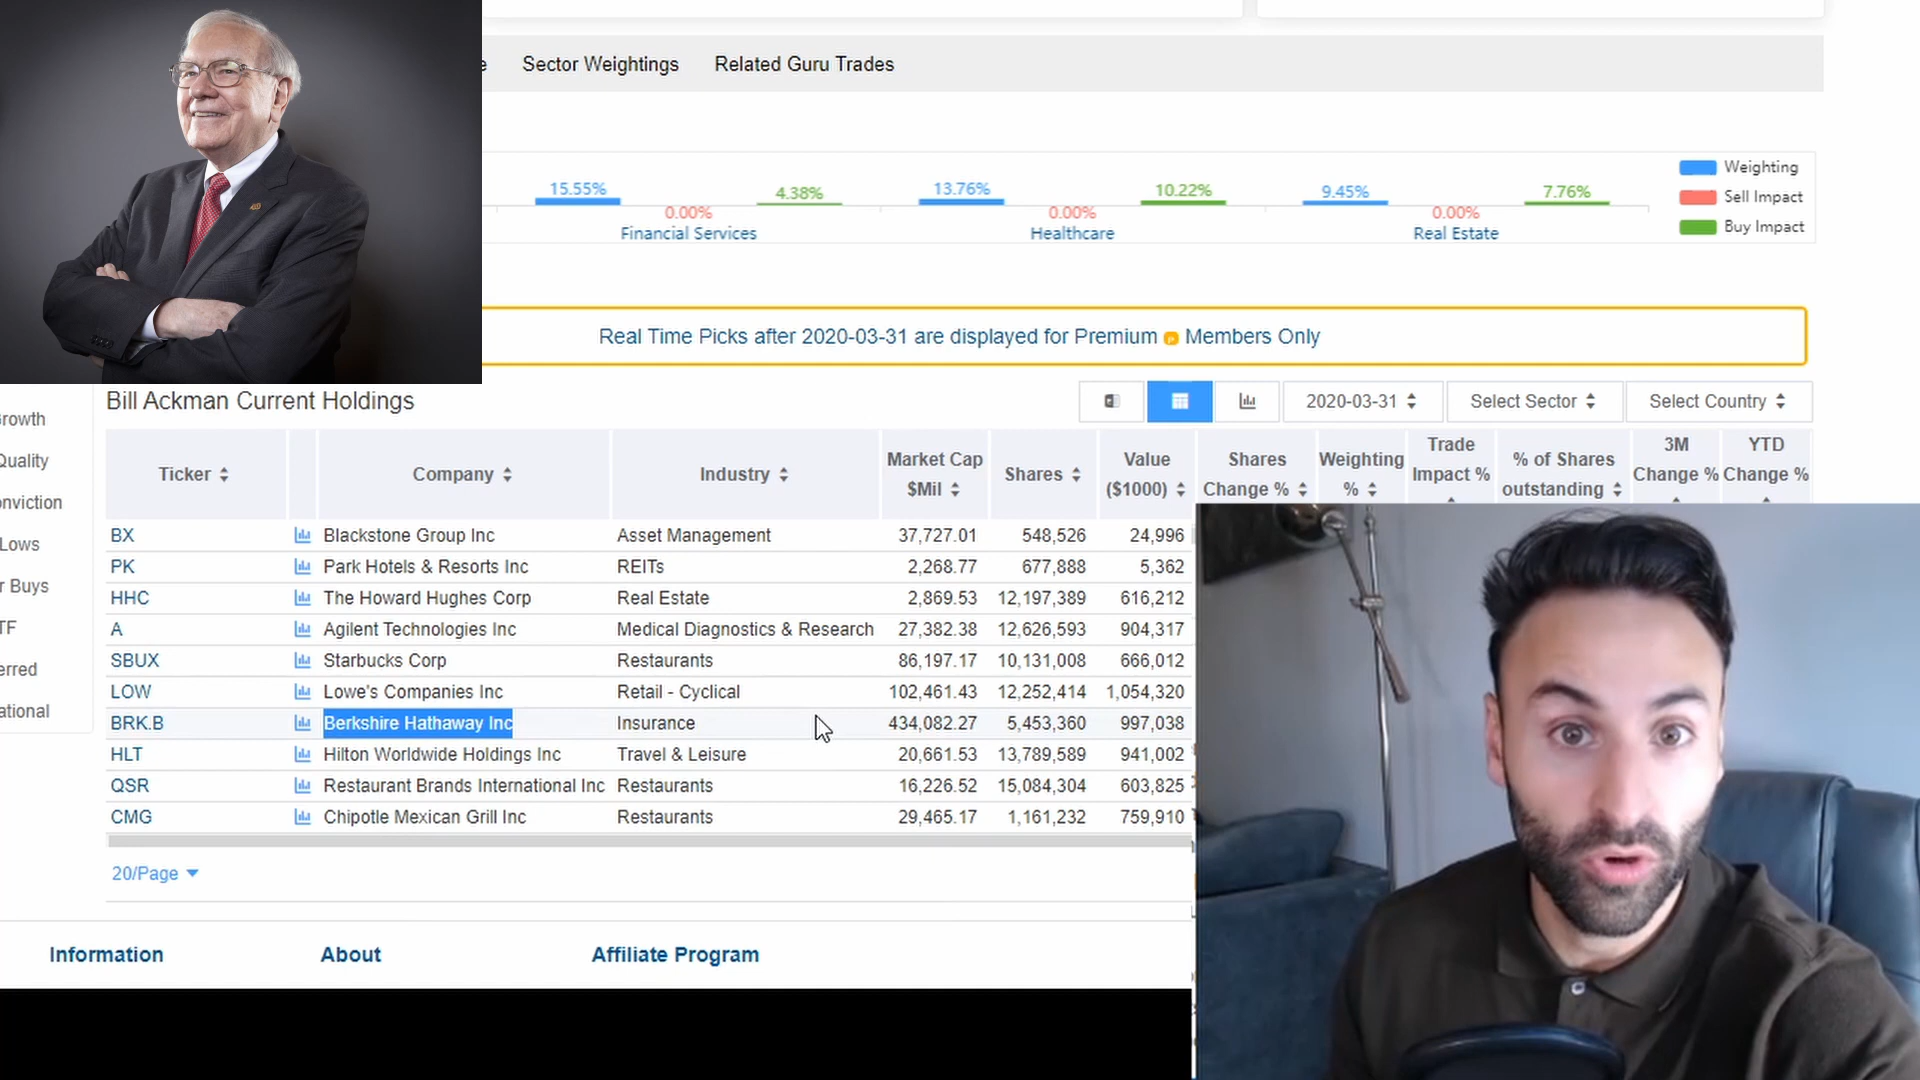 Sector Weightings Related Guru Trades
15.55% 4.38% 13.76% 10.22% 9.45% 7.76%
0.00% 0.00% 0.00%
Financial Services Healthcare Real Estate
Weighting
Sell Impact
Buy Impact
Real Time Picks after 2020-03-31 are displayed for Premium Members Only
Bill Ackman Current Holdings 2020-03-31 Select Sector Select Country
rowth
Quality
onviction
Lows
r Buys
TF
erred
ational
Ticker Company Industry Market Cap $Mil Shares Value ($1000) Shares Change % Weighting % Trade Impact % % of Shares outstanding 3M Change % YTD Change %
BX Blackstone Group Inc Asset Management 37,727.01 548,526 24,996
PK Park Hotels & Resorts Inc REITs 2,268.77 677,888 5,362
HHC The Howard Hughes Corp Real Estate 2,869.53 12,197,389 616,212
A Agilent Technologies Inc Medical Diagnostics & Research 27,382.38 12,626,593 904,317
SBUX Starbucks Corp Restaurants 86,197.17 10,131,008 666,012
LOW Lowe's Companies Inc Retail - Cyclical 102,461.43 12,252,414 1,054,320
BRK.B Berkshire Hathaway Inc Insurance 434,082.27 5,453,360 997,038
HLT Hilton Worldwide Holdings Inc Travel & Leisure 20,661.53 13,789,589 941,002
QSR Restaurant Brands International Inc Restaurants 16,226.52 15,084,304 603,825
CMG Chipotle Mexican Grill Inc Restaurants 29,465.17 1,161,232 759,910
20/Page
Information About Affiliate Program